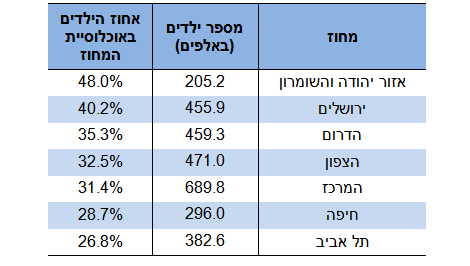 מחוז מספר ילדים (באלפים) אחוז הילדים באוכלוסיית המחוז
אזור יהודה והשומרון 205.2 48.0%
ירושלים 455.9 40.2%
הדרום 459.3 35.3%
הצפון 471.0 32.5%
המרכז 689.8 31.4%
חיפה 296.0 28.7%
תל אביב 382.6 26.8%